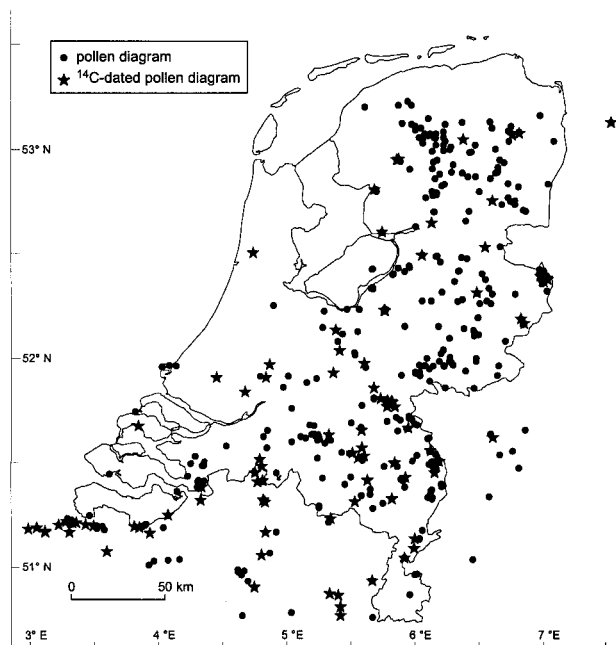 ● pollen diagram
★ ¹⁴C-dated pollen diagram
53° N
52° N
51° N
0 50 km
3° E 4 °E 5 °E 6 °E 7 °E